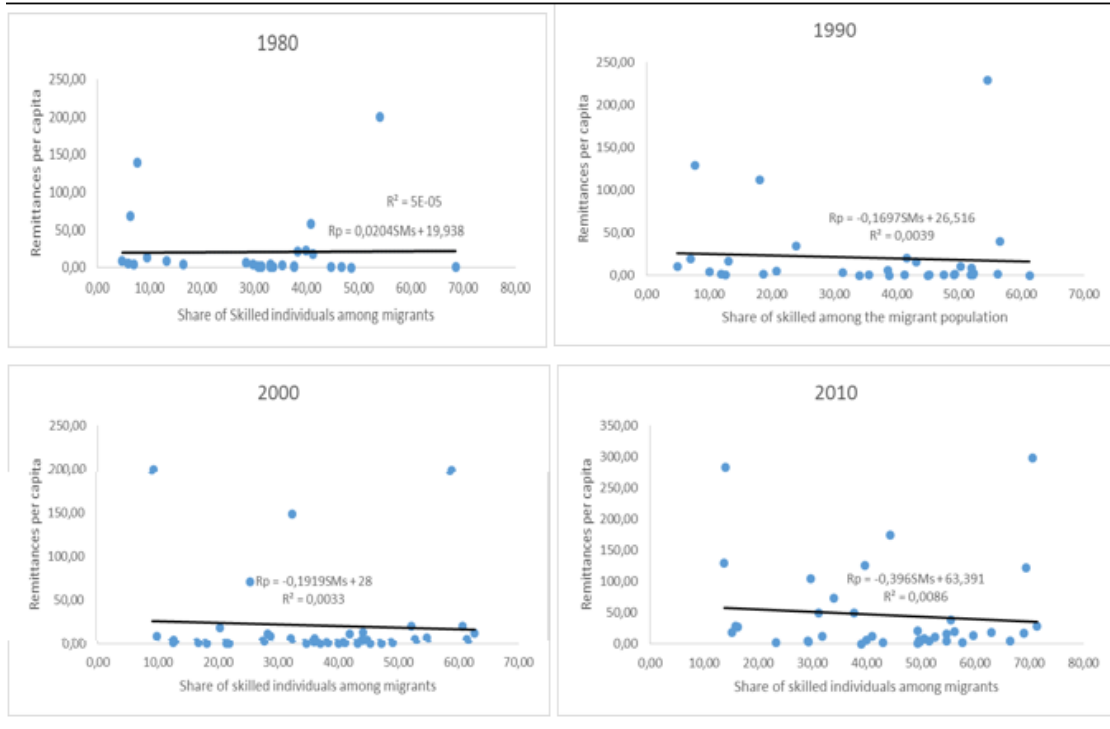 1980
Remittances per capita
250,00
200,00
150,00
100,00
50,00
0,00
R² = 5E-05
Rp = 0,0204SMs + 19,938
0,00 10,00 20,00 30,00 40,00 50,00 60,00 70,00 80,00
Share of Skilled individuals among migrants
1990
Remittances per capita
250,00
200,00
150,00
100,00
50,00
0,00
Rp = -0,1697SMs + 26,516
R² = 0,0039
0,00 10,00 20,00 30,00 40,00 50,00 60,00 70,00
Share of skilled among the migrant population
2000
Remittances per capita
250,00
200,00
150,00
100,00
50,00
0,00
Rp = -0,1919SMs + 28
R² = 0,0033
0,00 10,00 20,00 30,00 40,00 50,00 60,00 70,00
Share of skilled individuals among migrants
2010
Remittances per capita
350,00
300,00
250,00
200,00
150,00
100,00
50,00
0,00
Rp = -0,396SMs + 63,391
R² = 0,0086
0,00 10,00 20,00 30,00 40,00 50,00 60,00 70,00 80,00
Share of skilled individuals among migrants